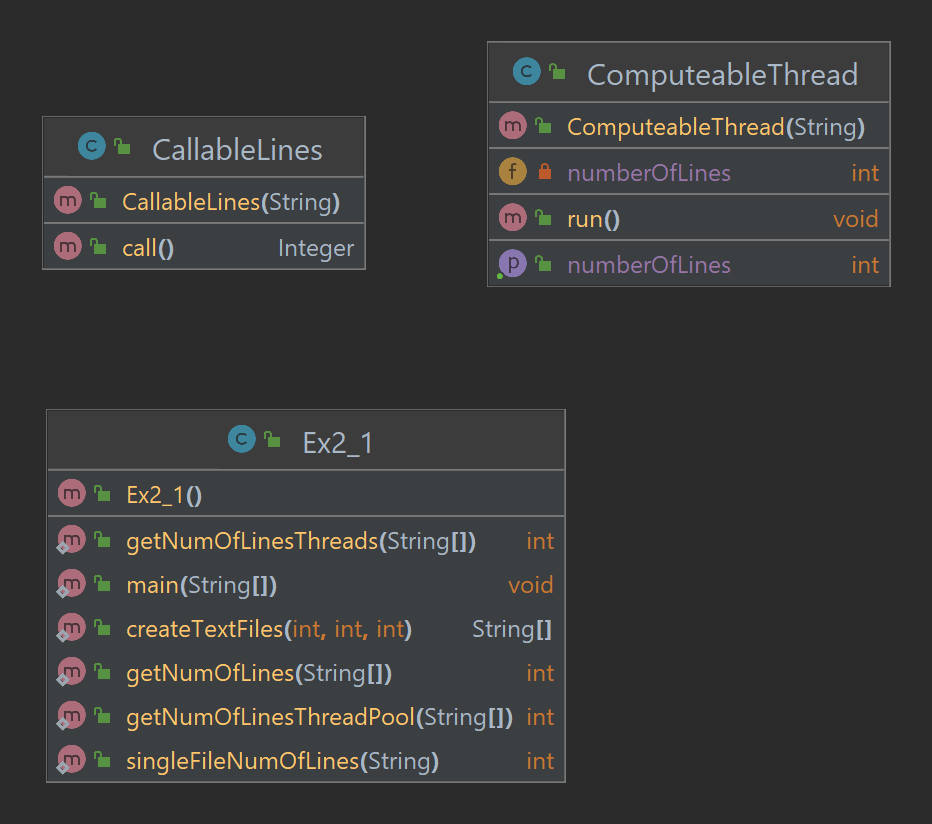 CallableLines
CallableLines(String)
call() Integer
ComputeableThread
ComputeableThread(String)
numberOfLines int
run() void
numberOfLines int
Ex2_1
Ex2_1()
getNumOfLinesThreads(String[]) int
main(String[]) void
createTextFiles(int, int, int) String[]
getNumOfLines(String[]) int
getNumOfLinesThreadPool(String[]) int
singleFileNumOfLines(String) int